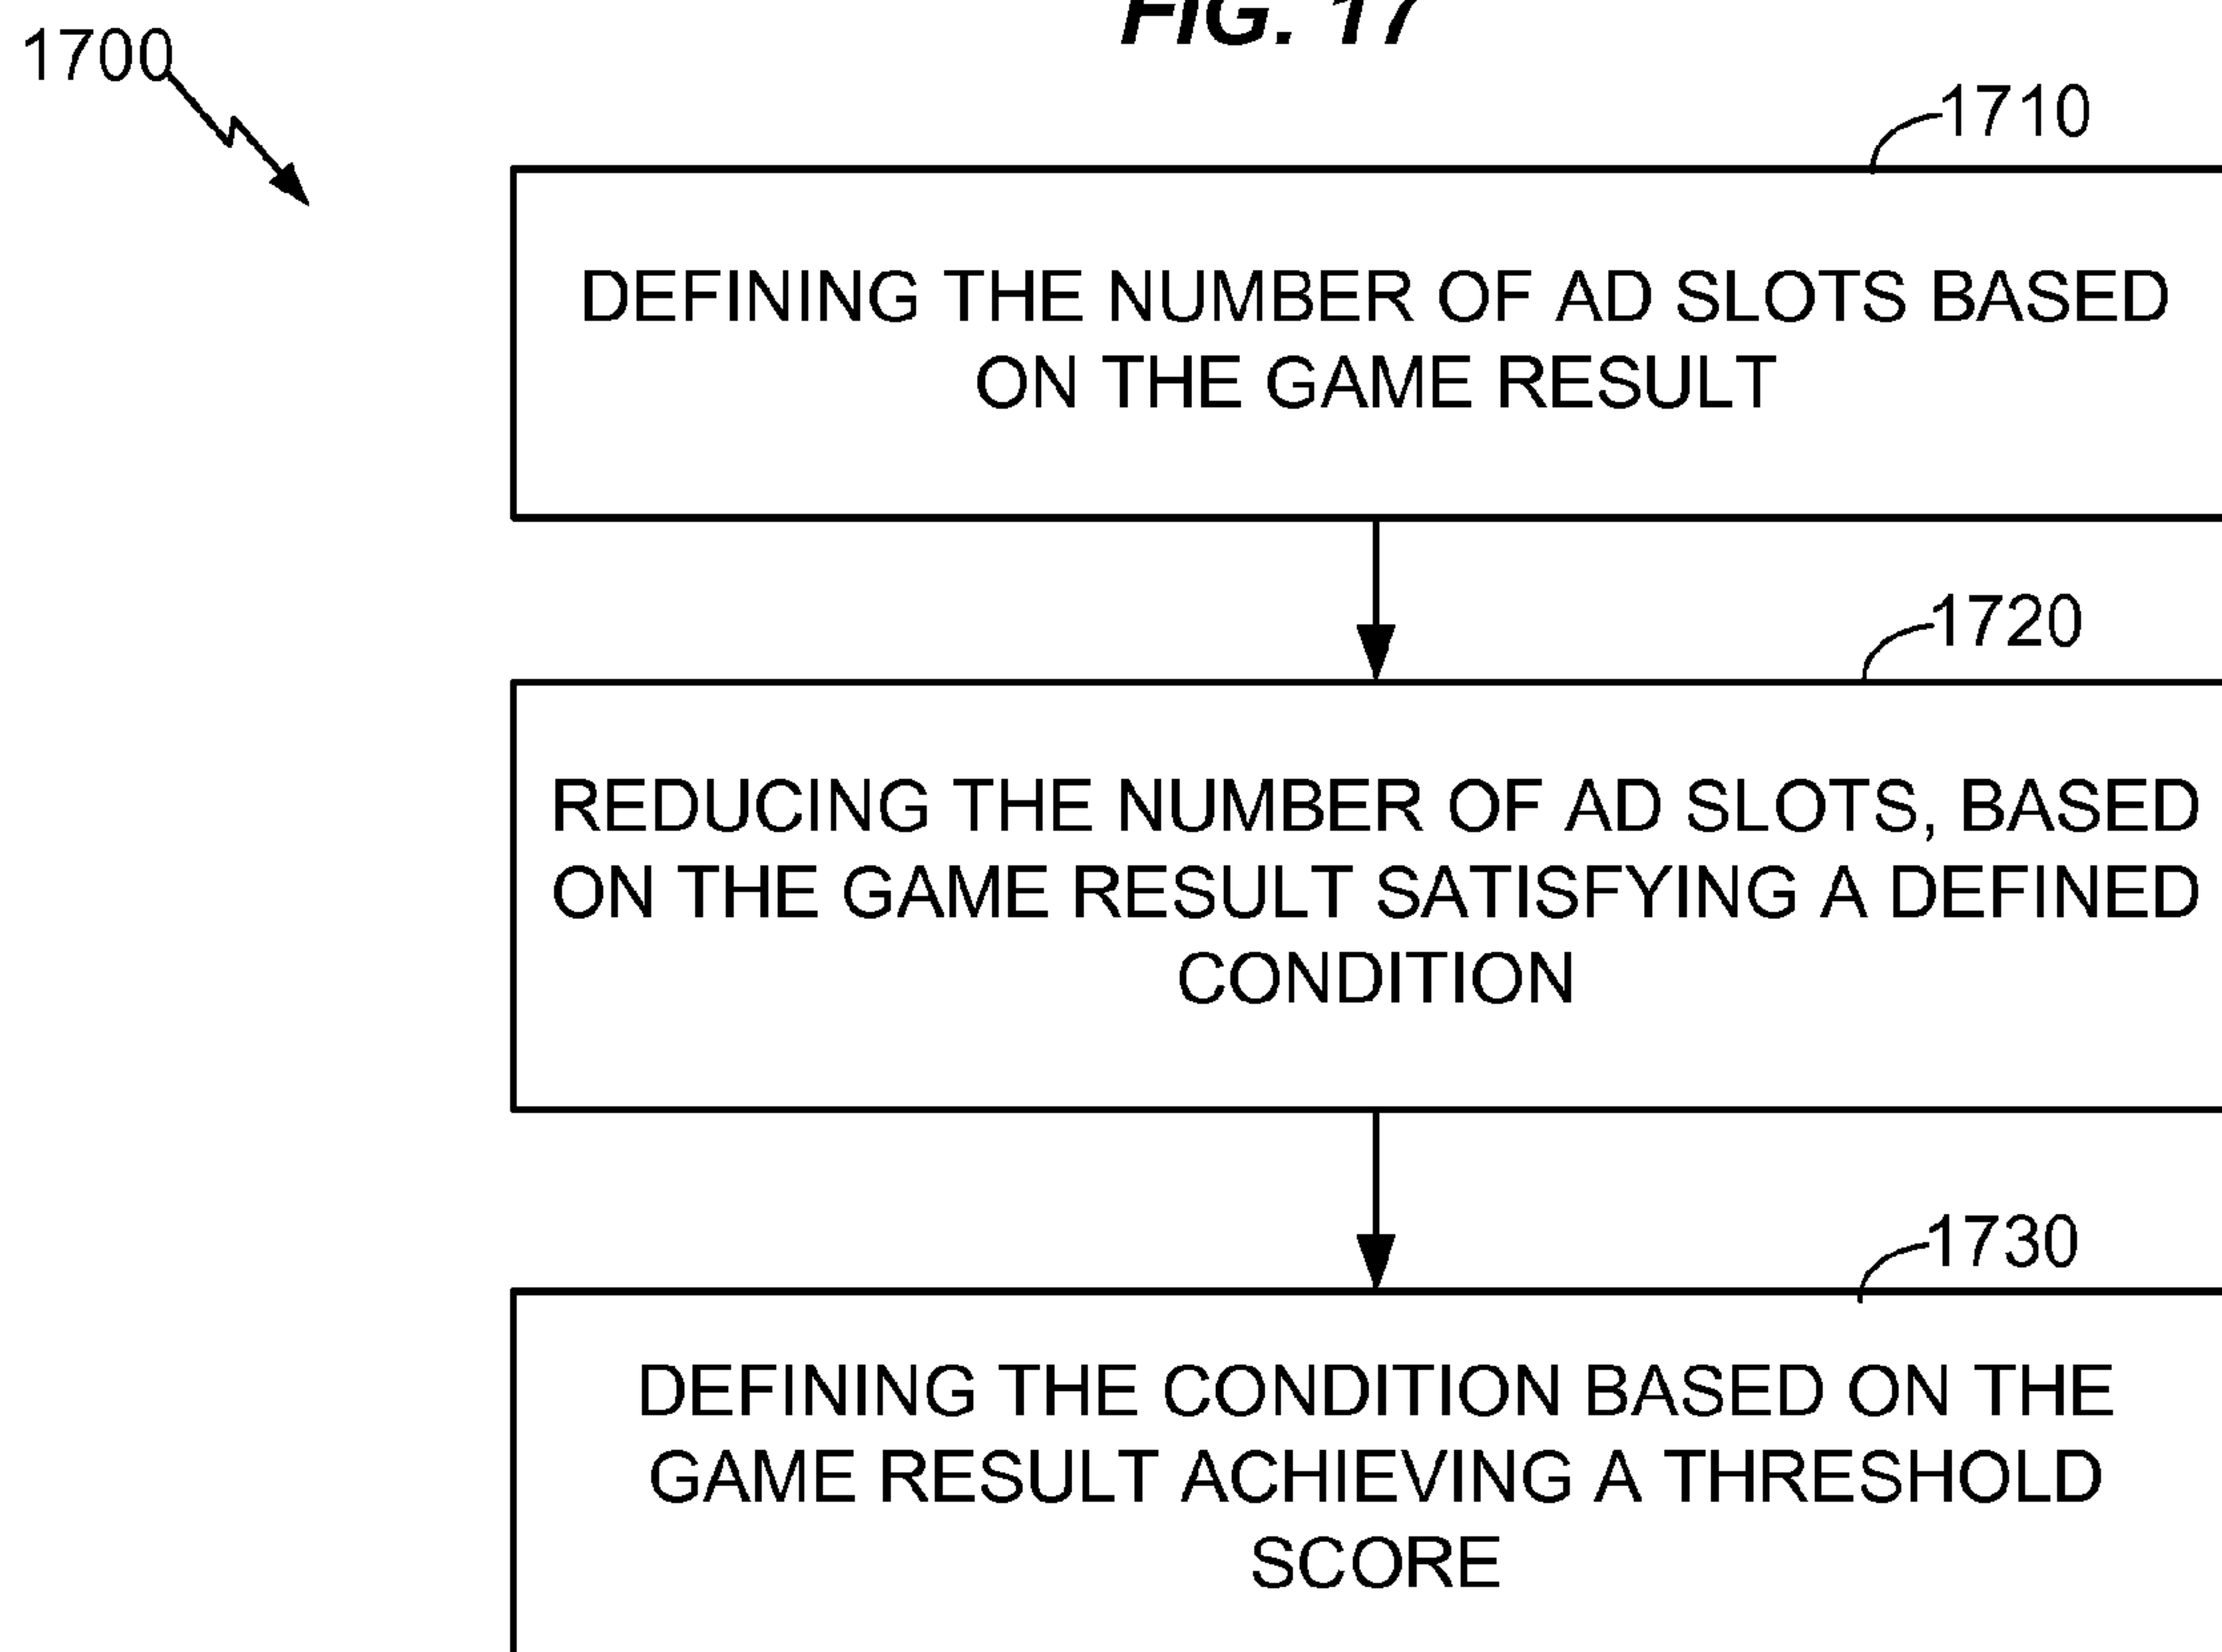 FIG. 17
1700
1710
DEFINING THE NUMBER OF AD SLOTS BASED
ON THE GAME RESULT
1720
REDUCING THE NUMBER OF AD SLOTS, BASED
ON THE GAME RESULT SATISFYING A DEFINED
CONDITION
1730
DEFINING THE CONDITION BASED ON THE
GAME RESULT ACHIEVING A THRESHOLD
SCORE